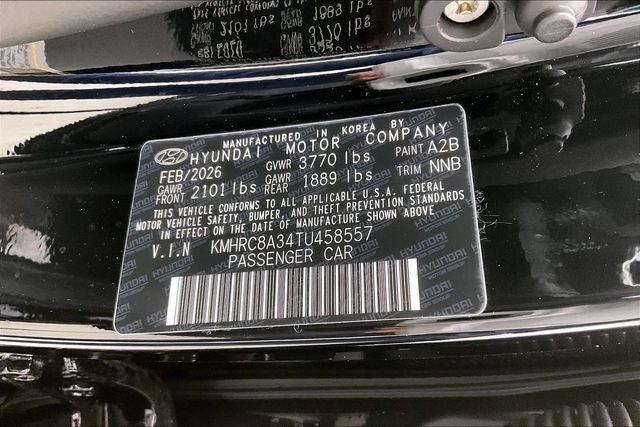 MANUFACTURED IN KOREA BY
HYUNDAI MOTOR COMPANY
FEB/2026 GVWR 3770 lbs PAINT A2B
GAWR FRONT 2101 lbs GAWR REAR 1889 lbs TRIM NNB
THIS VEHICLE CONFORMS TO ALL APPLICABLE U.S.A. FEDERAL
MOTOR VEHICLE SAFETY, BUMPER, AND THEFT PREVENTION STANDARDS
IN EFFECT ON THE DATE OF MANUFACTURE SHOWN ABOVE.
V.I.N KMHRC8A34TU458557
PASSENGER CAR